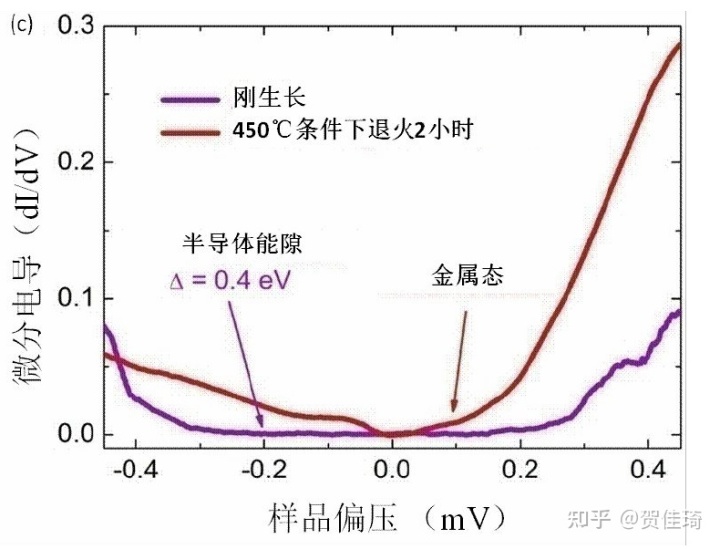 (c)
0.3
刚生长
450℃条件下退火2小时
0.2
微分电导（dI/dV）
半导体能隙
Δ = 0.4 eV
金属态
0.1
0.0
-0.4 -0.2 0.0 0.2 0.4
样品偏压 （mV）
知乎 @贺佳琦